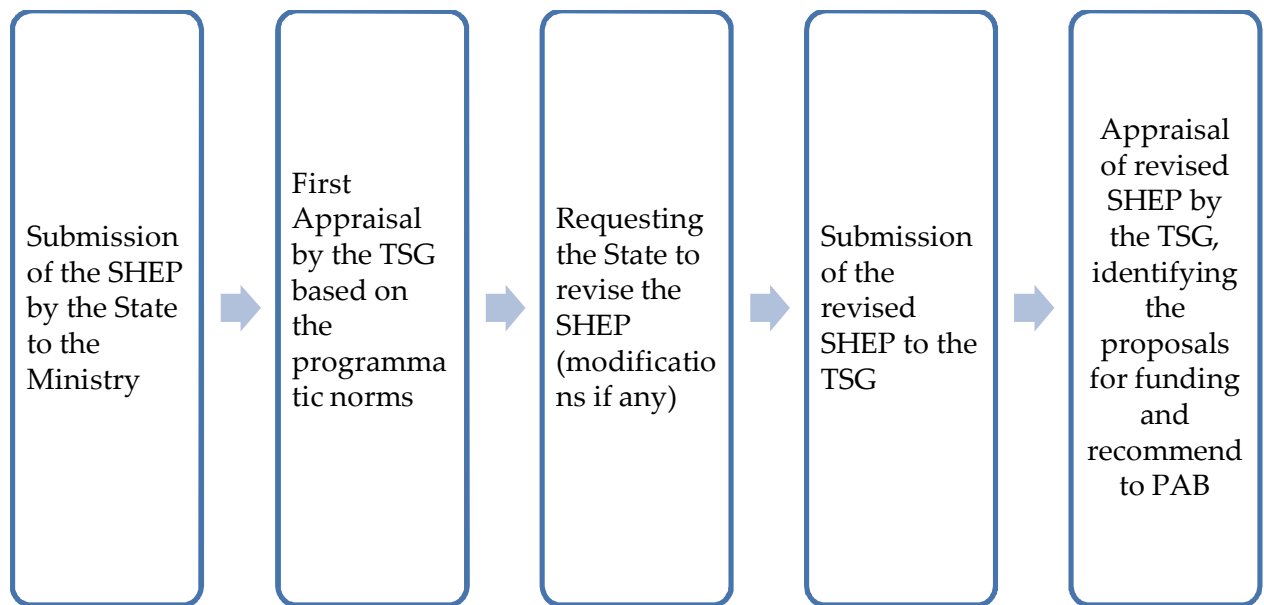 Submission
of the SHEP
by the State
to the
Ministry
First
Appraisal
by the TSG
based on
the
programma
tic norms
Requesting
the State to
revise the
SHEP
(modificatio
ns if any)
Submission
of the
revised
SHEP to the
TSG
Appraisal
of revised
SHEP by
the TSG,
identifying
the
proposals
for funding
and
recommend
to PAB